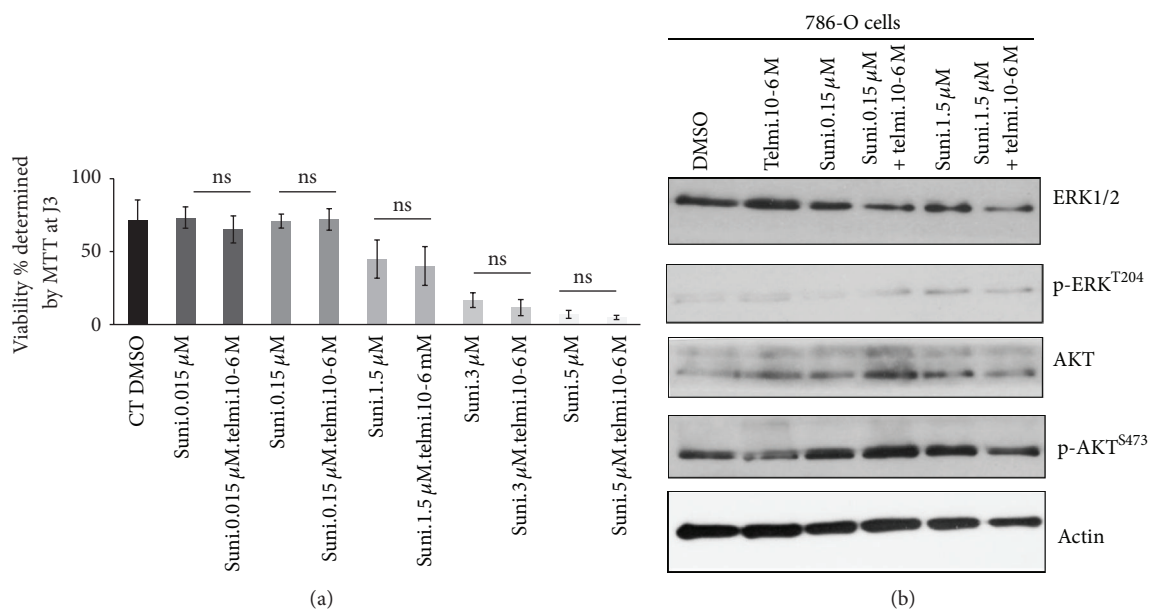 Viability % determined
by MTT at J3
100
50
0
ns
ns
ns
ns
ns
CT DMSO
Suni.0.015 µM
Suni.0.015 µM.telmi.10-6 M
Suni.0.15 µM
Suni.0.15 µM.telmi.10-6 M
Suni.1.5 µM
Suni.1.5 µM.telmi.10-6 mM
Suni.3 µM
Suni.3 µM.telmi.10-6 M
Suni.5 µM
Suni.5 µM.telmi.10-6 M
(a)
786-O cells
DMSO
Telmi.10-6 M
Suni.0.15 µM
Suni.0.15 µM
+ telmi.10-6 M
Suni.1.5 µM
Suni.1.5 µM
+ telmi.10-6 M
ERK1/2
p-ERK^T204
AKT
p-AKT^S473
Actin
(b)